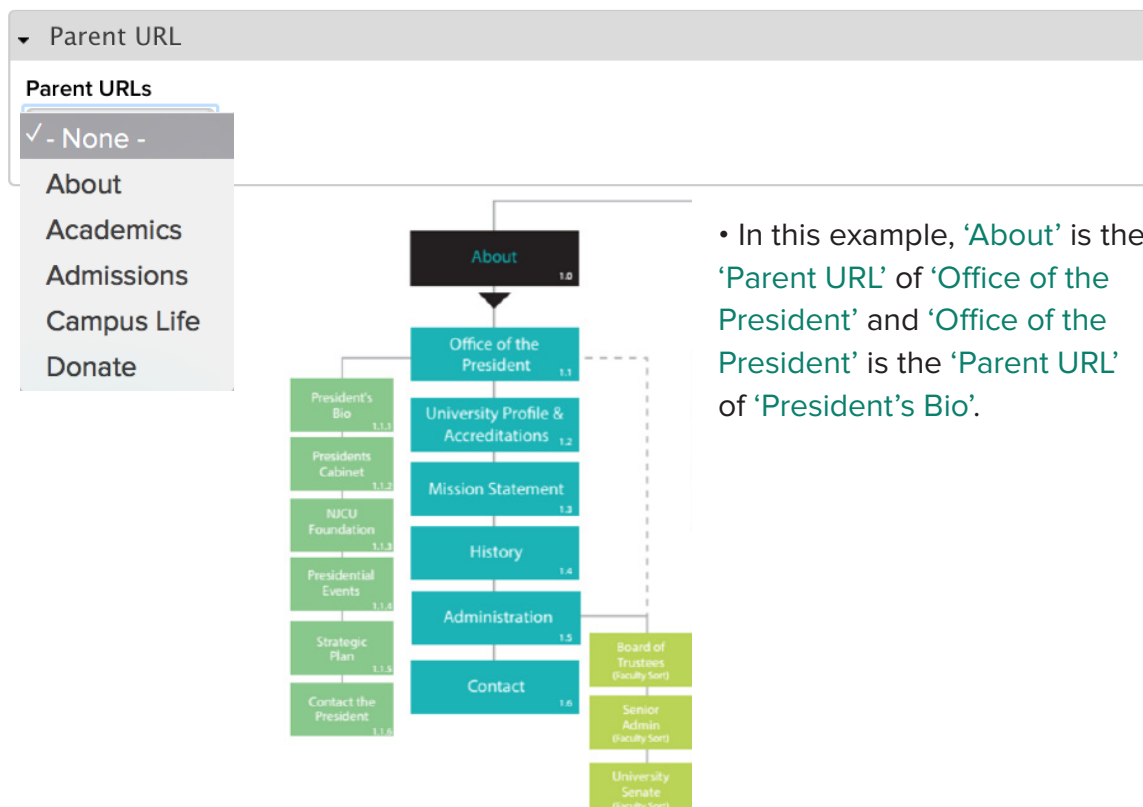 Parent URL
Parent URLs
✓ - None -
About
Academics
Admissions
Campus Life
Donate
• In this example, ‘About’ is the
‘Parent URL’ of ‘Office of the
President’ and ‘Office of the
President’ is the ‘Parent URL’
of ‘President’s Bio’.
About
1.0
Office of the
President
1.1
University Profile &
Accreditations
1.2
Mission Statement
1.3
History
1.4
Administration
1.5
Contact
1.6
President's
Bio
1.1.1
Presidents
Cabinet
1.1.2
NJCU
Foundation
1.1.3
Presidential
Events
1.1.4
Strategic
Plan
1.1.5
Contact the
President
1.1.6
Board of
Trustees
(Faculty Sort)
Senior
Admin
(Faculty Sort)
University
Senate
(Faculty Sort)